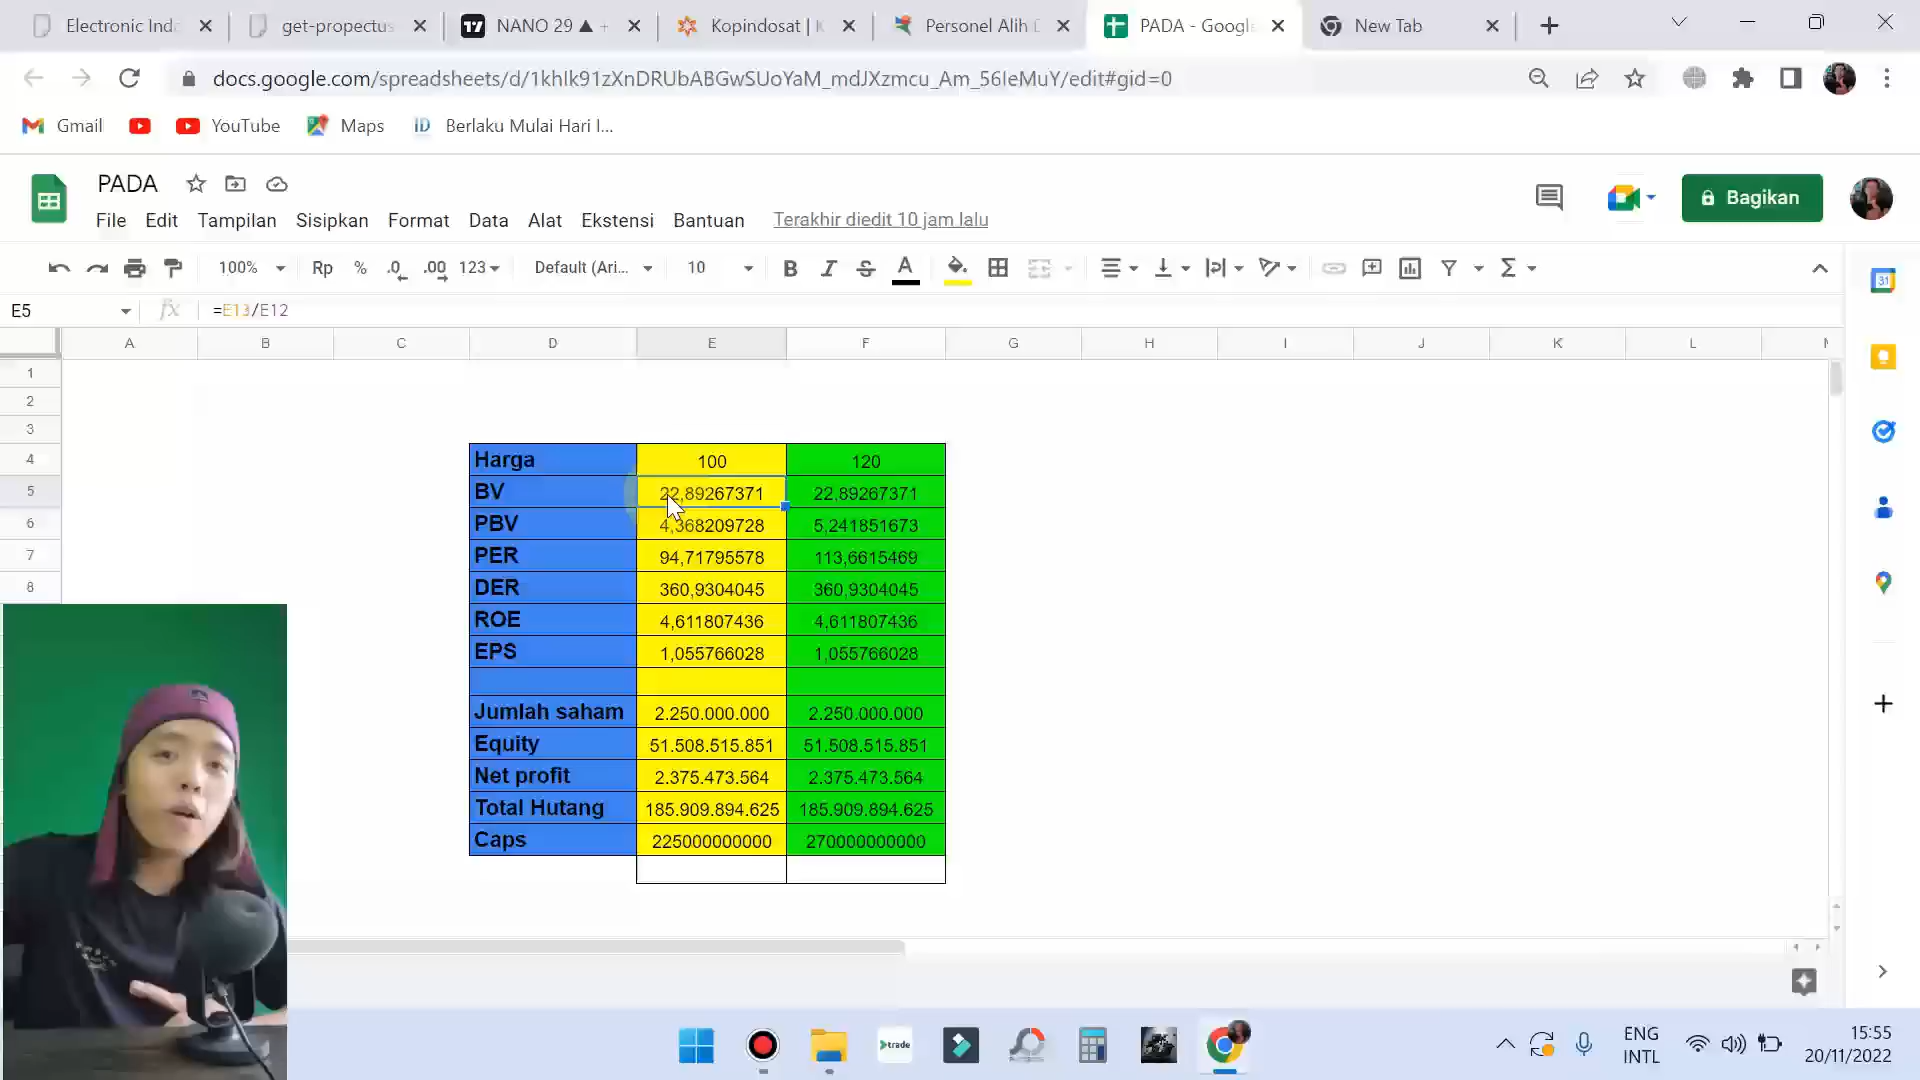 Electronic Ind
get-propectus
NANO 29 ▲ +
Kopindosat | K
Personel Alih D
PADA - Google
New Tab
docs.google.com/spreadsheets/d/1khlk91zXnDRUbABGwSUoYaM_mdJXzmcu_Am_56IeMuY/edit#gid=0
Gmail
YouTube
Maps
ID Berlaku Mulai Hari I...
PADA
File Edit Tampilan Sisipkan Format Data Alat Ekstensi Bantuan Terakhir diedit 10 jam lalu
Bagikan
100% Rp % .0 .00 123 Default (Ari... 10 B I S A
E5 fx =E13/E12
A B C D E F G H I J K L
1
2
3
4 Harga 100 120
5 BV 22,89267371 22,89267371
6 PBV 4,368209728 5,241851673
7 PER 94,71795578 113,6615469
8 DER 360,9304045 360,9304045
ROE 4,611807436 4,611807436
EPS 1,055766028 1,055766028
Jumlah saham 2.250.000.000 2.250.000.000
Equity 51.508.515.851 51.508.515.851
Net profit 2.375.473.564 2.375.473.564
Total Hutang 185.909.894.625 185.909.894.625
Caps 225000000000 270000000000
31
trade
ENG
INTL
15:55
20/11/2022